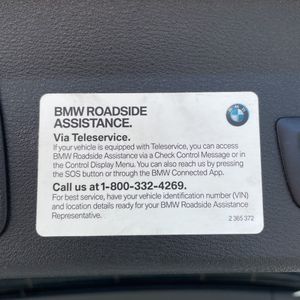 BMW ROADSIDE
ASSISTANCE.
Via Teleservice.
If your vehicle is equipped with Teleservice, you can access
BMW Roadside Assistance via a Check Control Message or in
the Control Display Menu. You can also reach us by pressing
the SOS button or through the BMW Connected App.
Call us at 1-800-332-4269.
For best service, have your vehicle identification number (VIN)
and location details ready for your BMW Roadside Assistance
Representative.
2 365 372